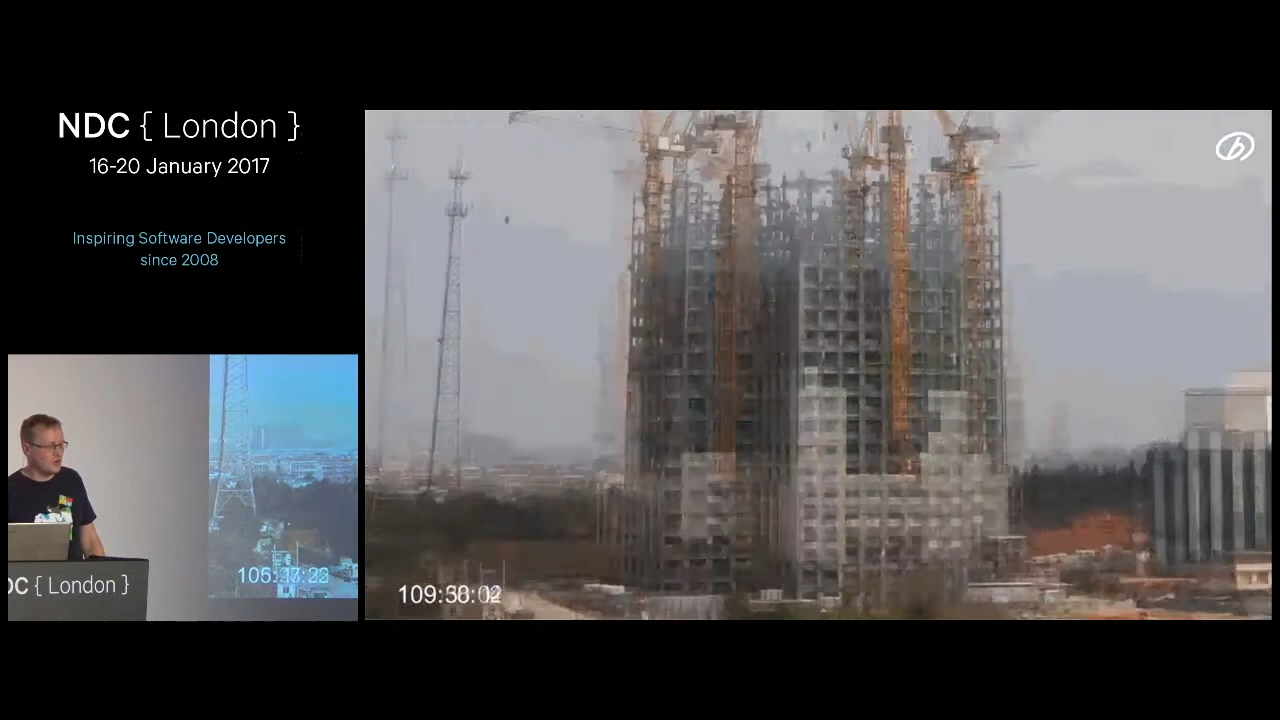 NDC { London }
16-20 January 2017
Inspiring Software Developers
since 2008
DC { London }
109:38:02